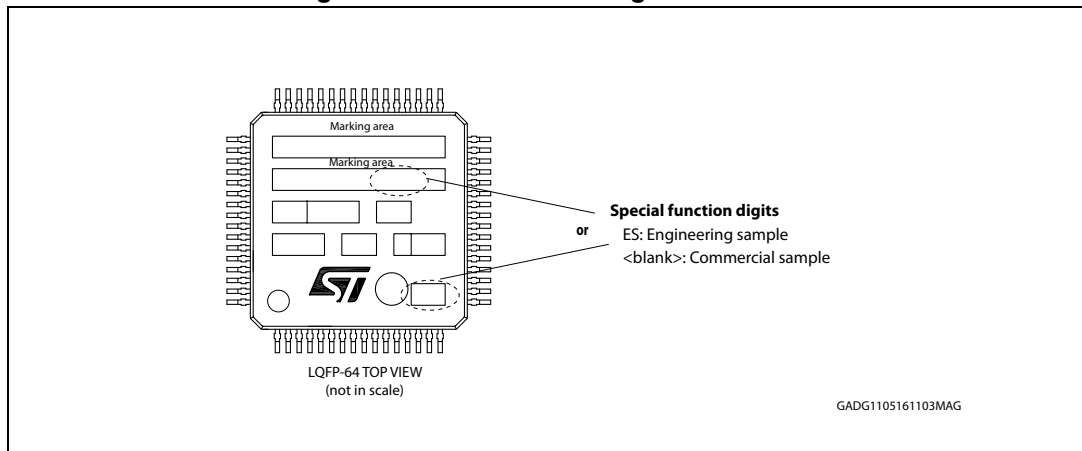 Marking area
Marking area
Special function digits
or
ES: Engineering sample
<blank>: Commercial sample
ST
LQFP-64 TOP VIEW
(not in scale)
GADG1105161103MAG